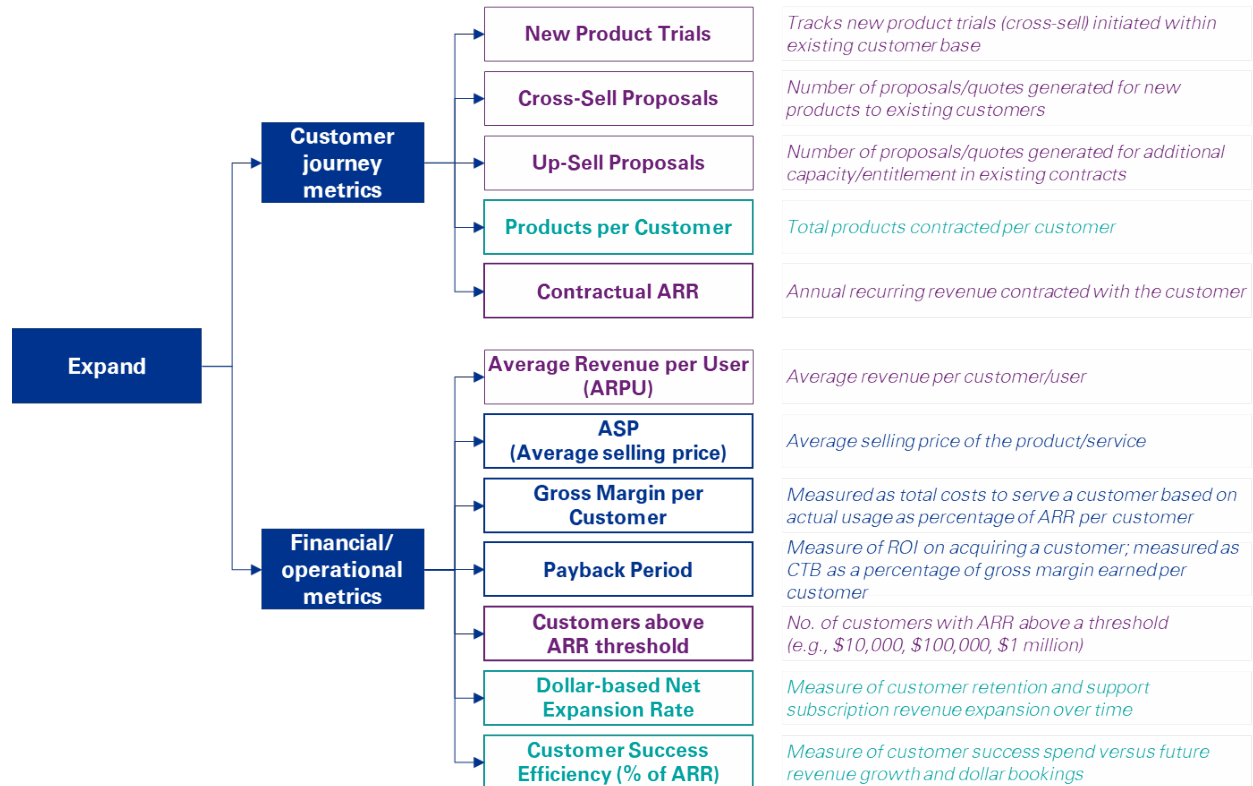 Expand
Customer
journey
metrics
New Product Trials
Tracks new product trials (cross-sell) initiated within
existing customer base
Cross-Sell Proposals
Number of proposals/quotes generated for new
products to existing customers
Up-Sell Proposals
Number of proposals/quotes generated for additional
capacity/entitlement in existing contracts
Products per Customer
Total products contracted per customer
Contractual ARR
Annual recurring revenue contracted with the customer
Financial/
operational
metrics
Average Revenue per User
(ARPU)
Average revenue per customer/user
ASP
(Average selling price)
Average selling price of the product/service
Gross Margin per
Customer
Measured as total costs to serve a customer based on
actual usage as percentage of ARR per customer
Payback Period
Measure of ROI on acquiring a customer; measured as
CTB as a percentage of gross margin earned per
customer
Customers above
ARR threshold
No. of customers with ARR above a threshold
(e.g., $10,000, $100,000, $1 million)
Dollar-based Net
Expansion Rate
Measure of customer retention and support
subscription revenue expansion over time
Customer Success
Efficiency (% of ARR)
Measure of customer success spend versus future
revenue growth and dollar bookings